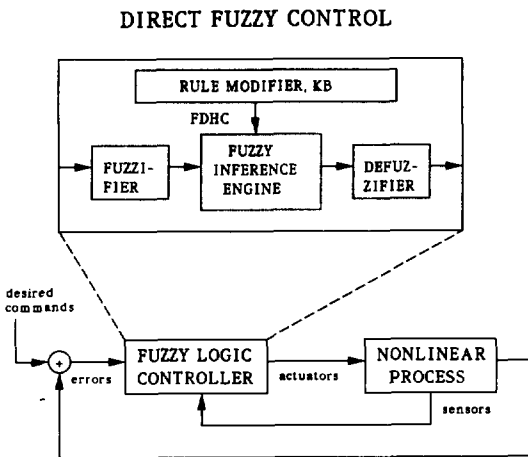 DIRECT FUZZY CONTROL
RULE MODIFIER, KB
FDHC
FUZZI-
FIER
FUZZY
INFERENCE
ENGINE
DEFUZ-
ZIFIER
desired
commands
+
errors
FUZZY LOGIC
CONTROLLER
actuators
NONLINEAR
PROCESS
sensors